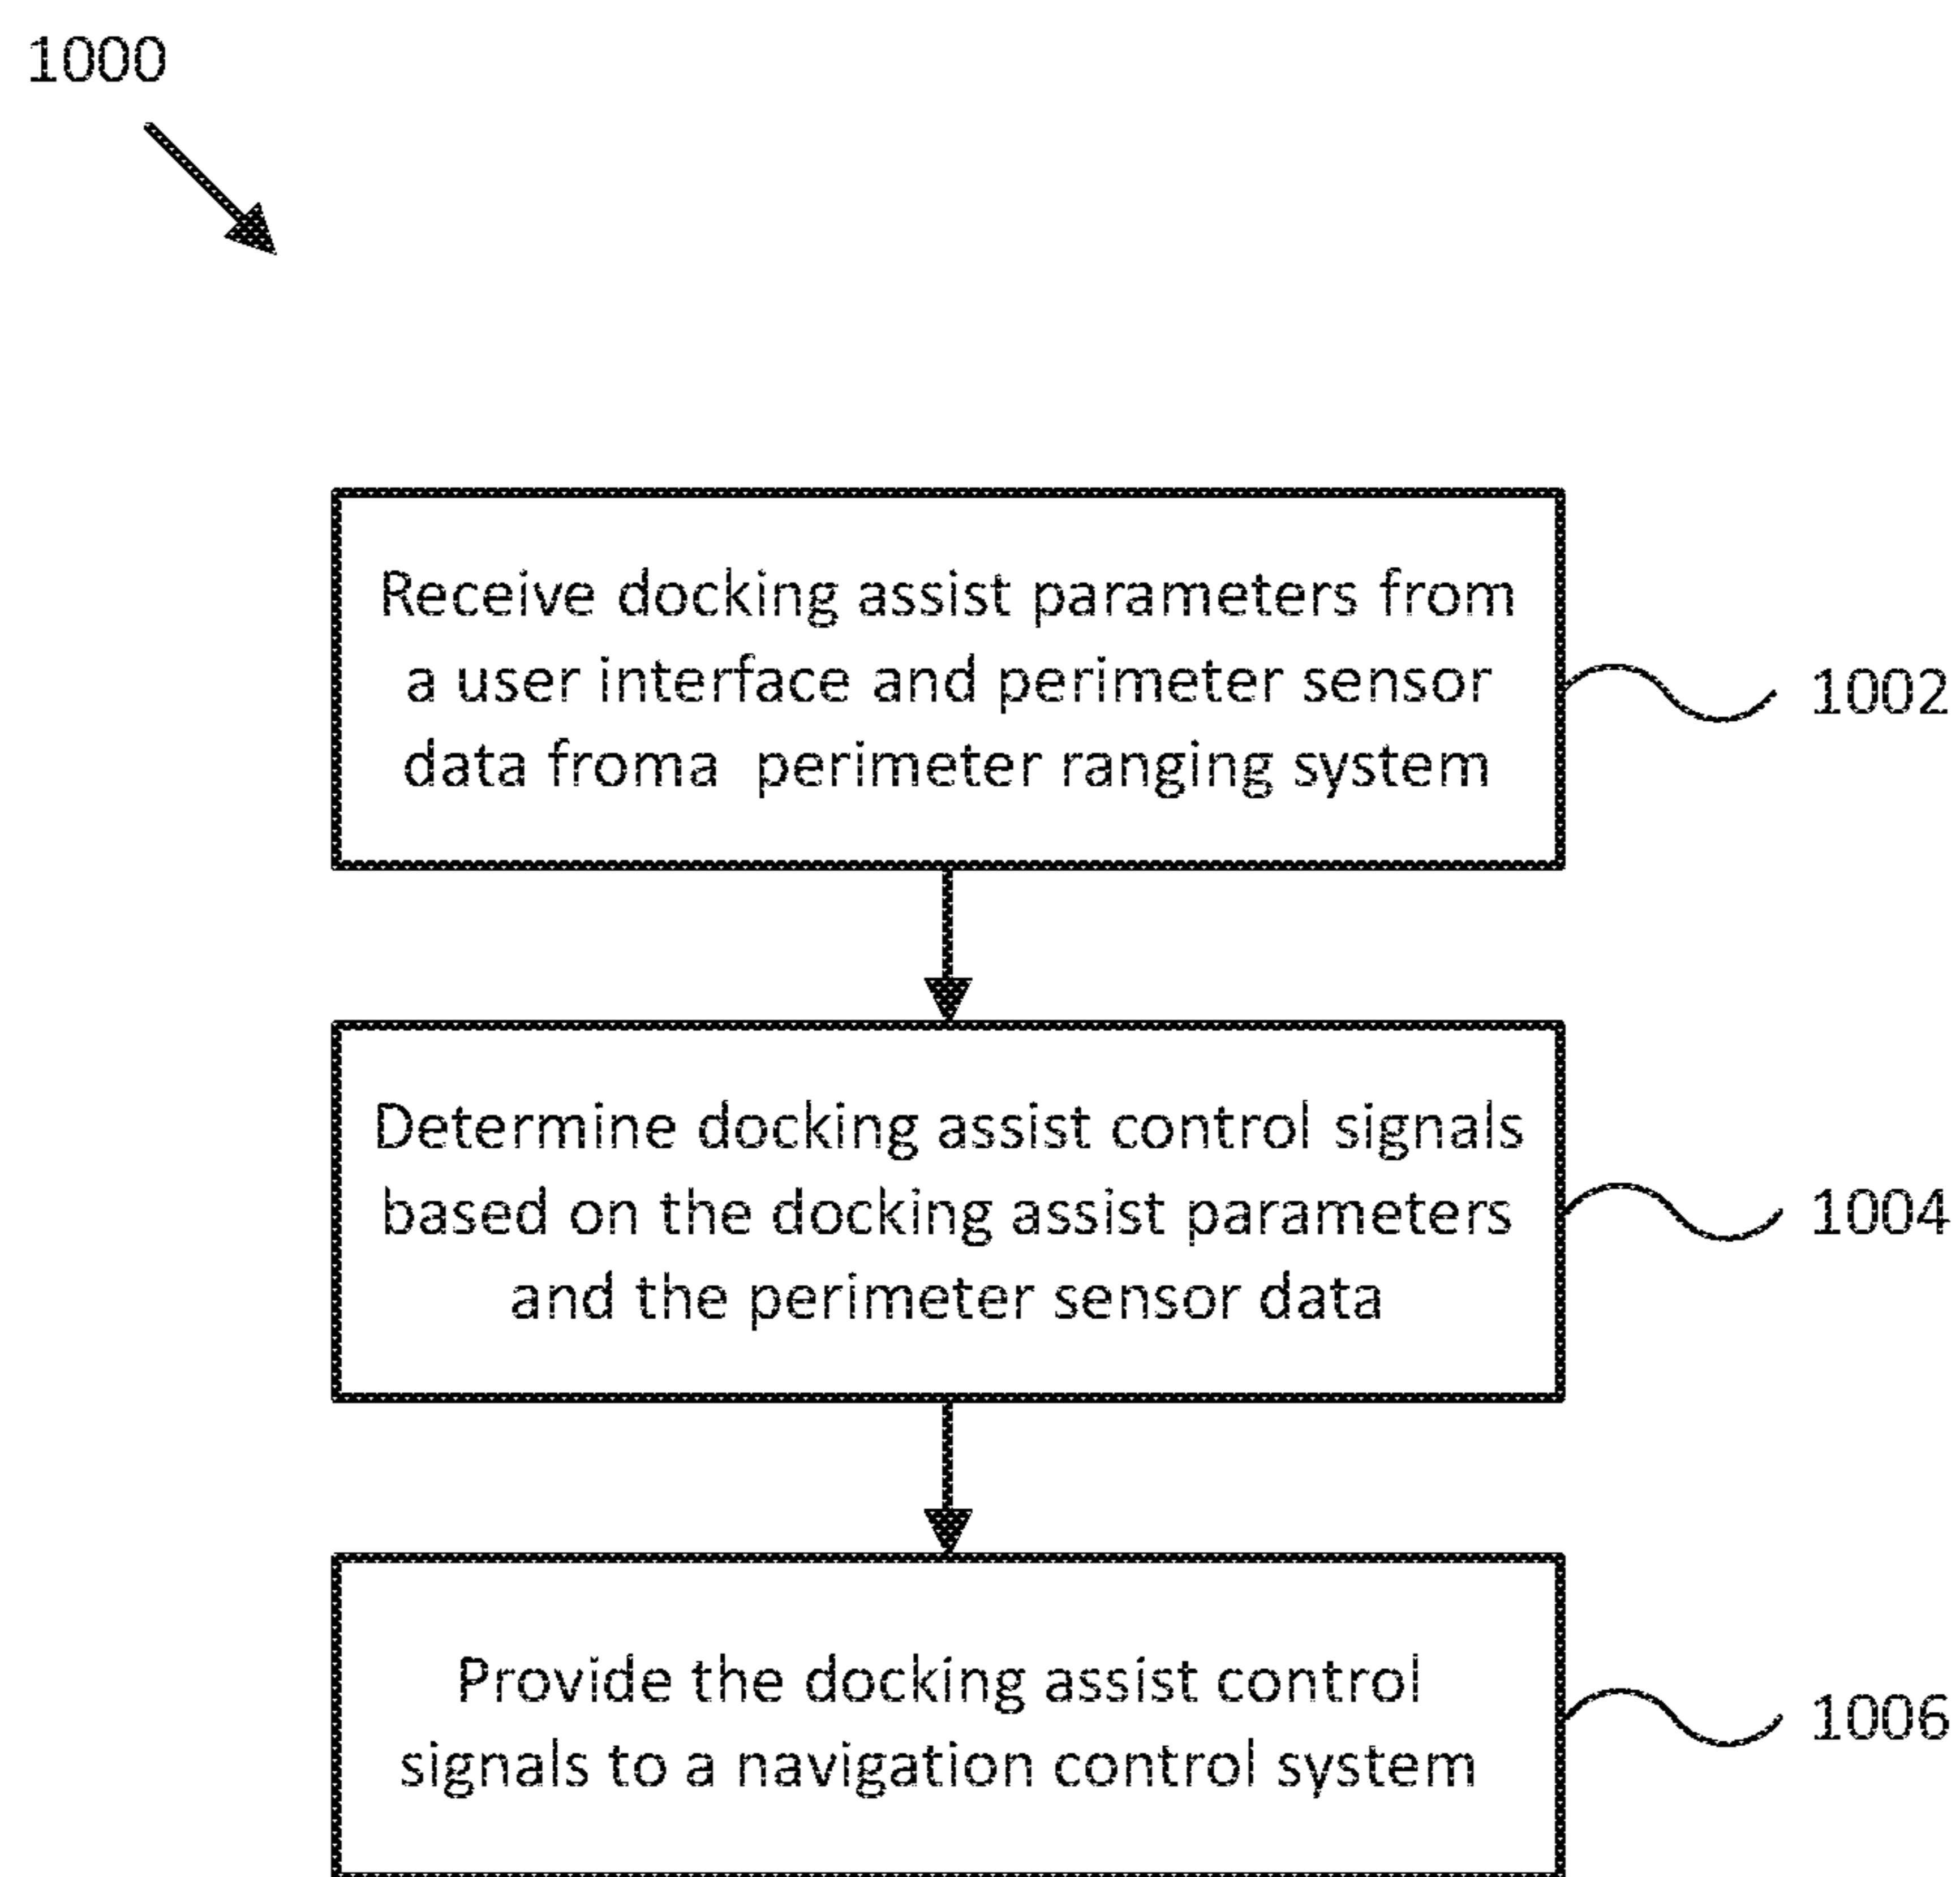 1000
Receive docking assist parameters from
a user interface and perimeter sensor
data froma  perimeter ranging system
1002
Determine docking assist control signals
based on the docking assist parameters
and the perimeter sensor data
1004
Provide the docking assist control
signals to a navigation control system
1006